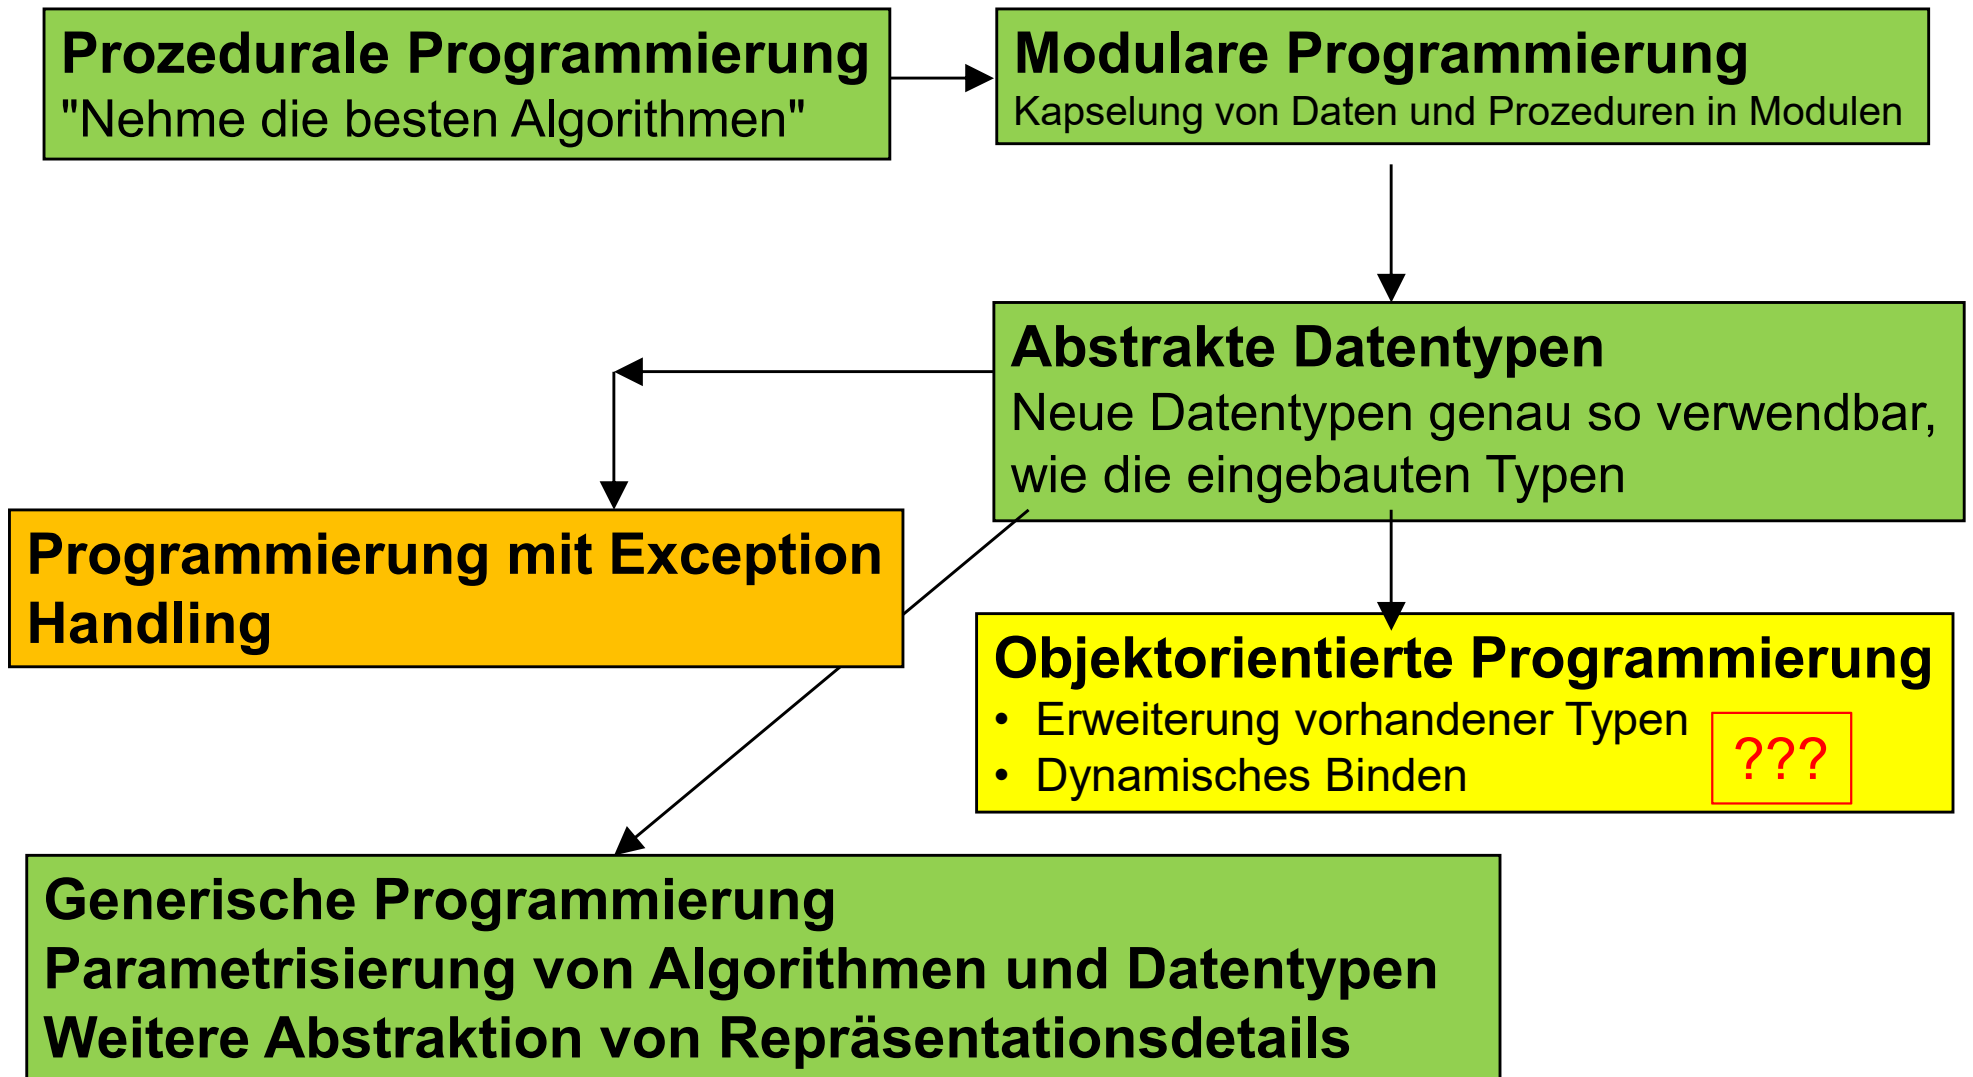 Prozedurale Programmierung
"Nehme die besten Algorithmen"
Modulare Programmierung
Kapselung von Daten und Prozeduren in Modulen
Abstrakte Datentypen
Neue Datentypen genau so verwendbar,
wie die eingebauten Typen
Programmierung mit Exception
Handling
Objektorientierte Programmierung
• Erweiterung vorhandener Typen
• Dynamisches Binden
???
Generische Programmierung
Parametrisierung von Algorithmen und Datentypen
Weitere Abstraktion von Repräsentationsdetails